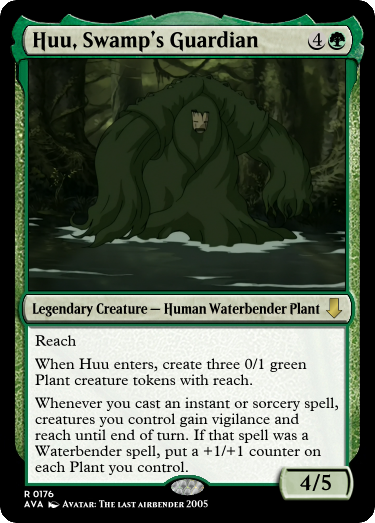 Huu, Swamp's Guardian 4
Legendary Creature — Human Waterbender Plant
Reach
When Huu enters, create three 0/1 green
Plant creature tokens with reach.
Whenever you cast an instant or sorcery spell,
creatures you control gain vigilance and
reach until end of turn. If that spell was a
Waterbender spell, put a +1/+1 counter on
each Plant you control.
4/5
R 0176
AVA Avatar: The last airbender 2005